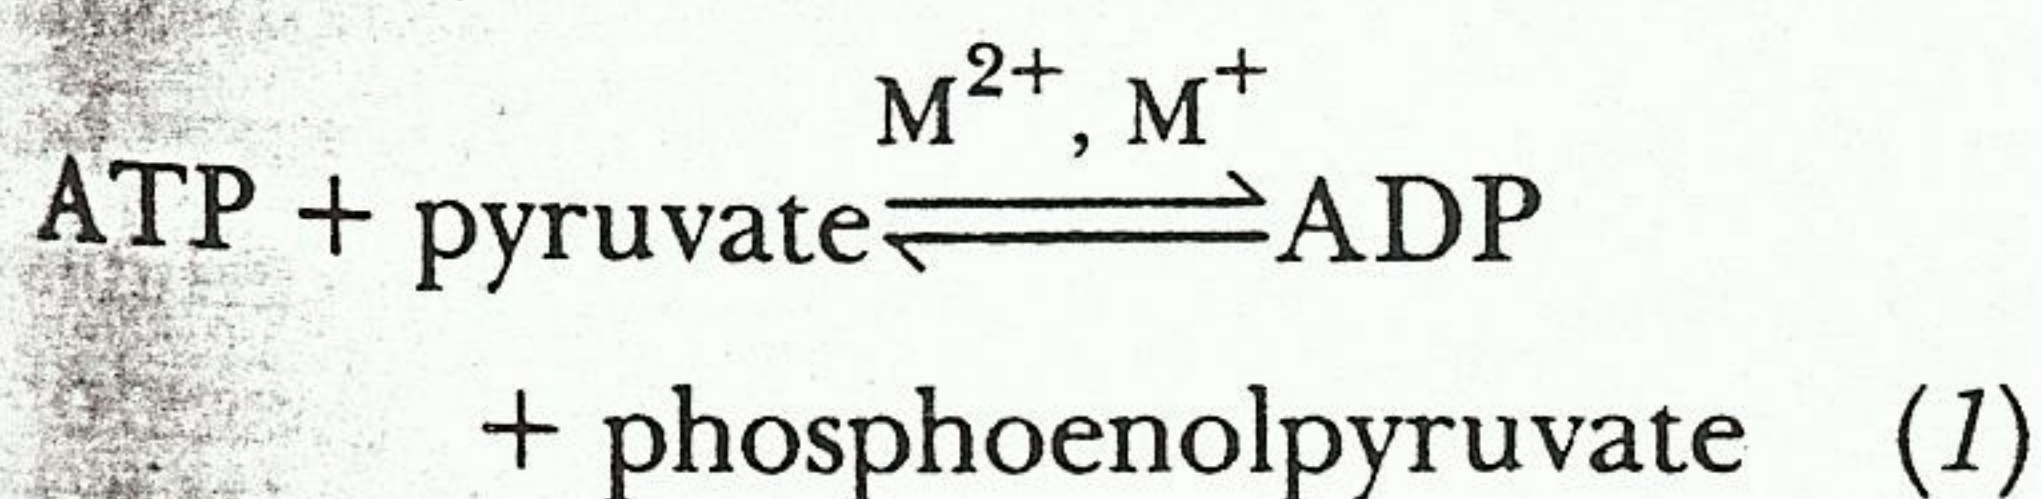 M²⁺, M⁺
ATP + pyruvate⇌ADP
+ phosphoenolpyruvate (1)